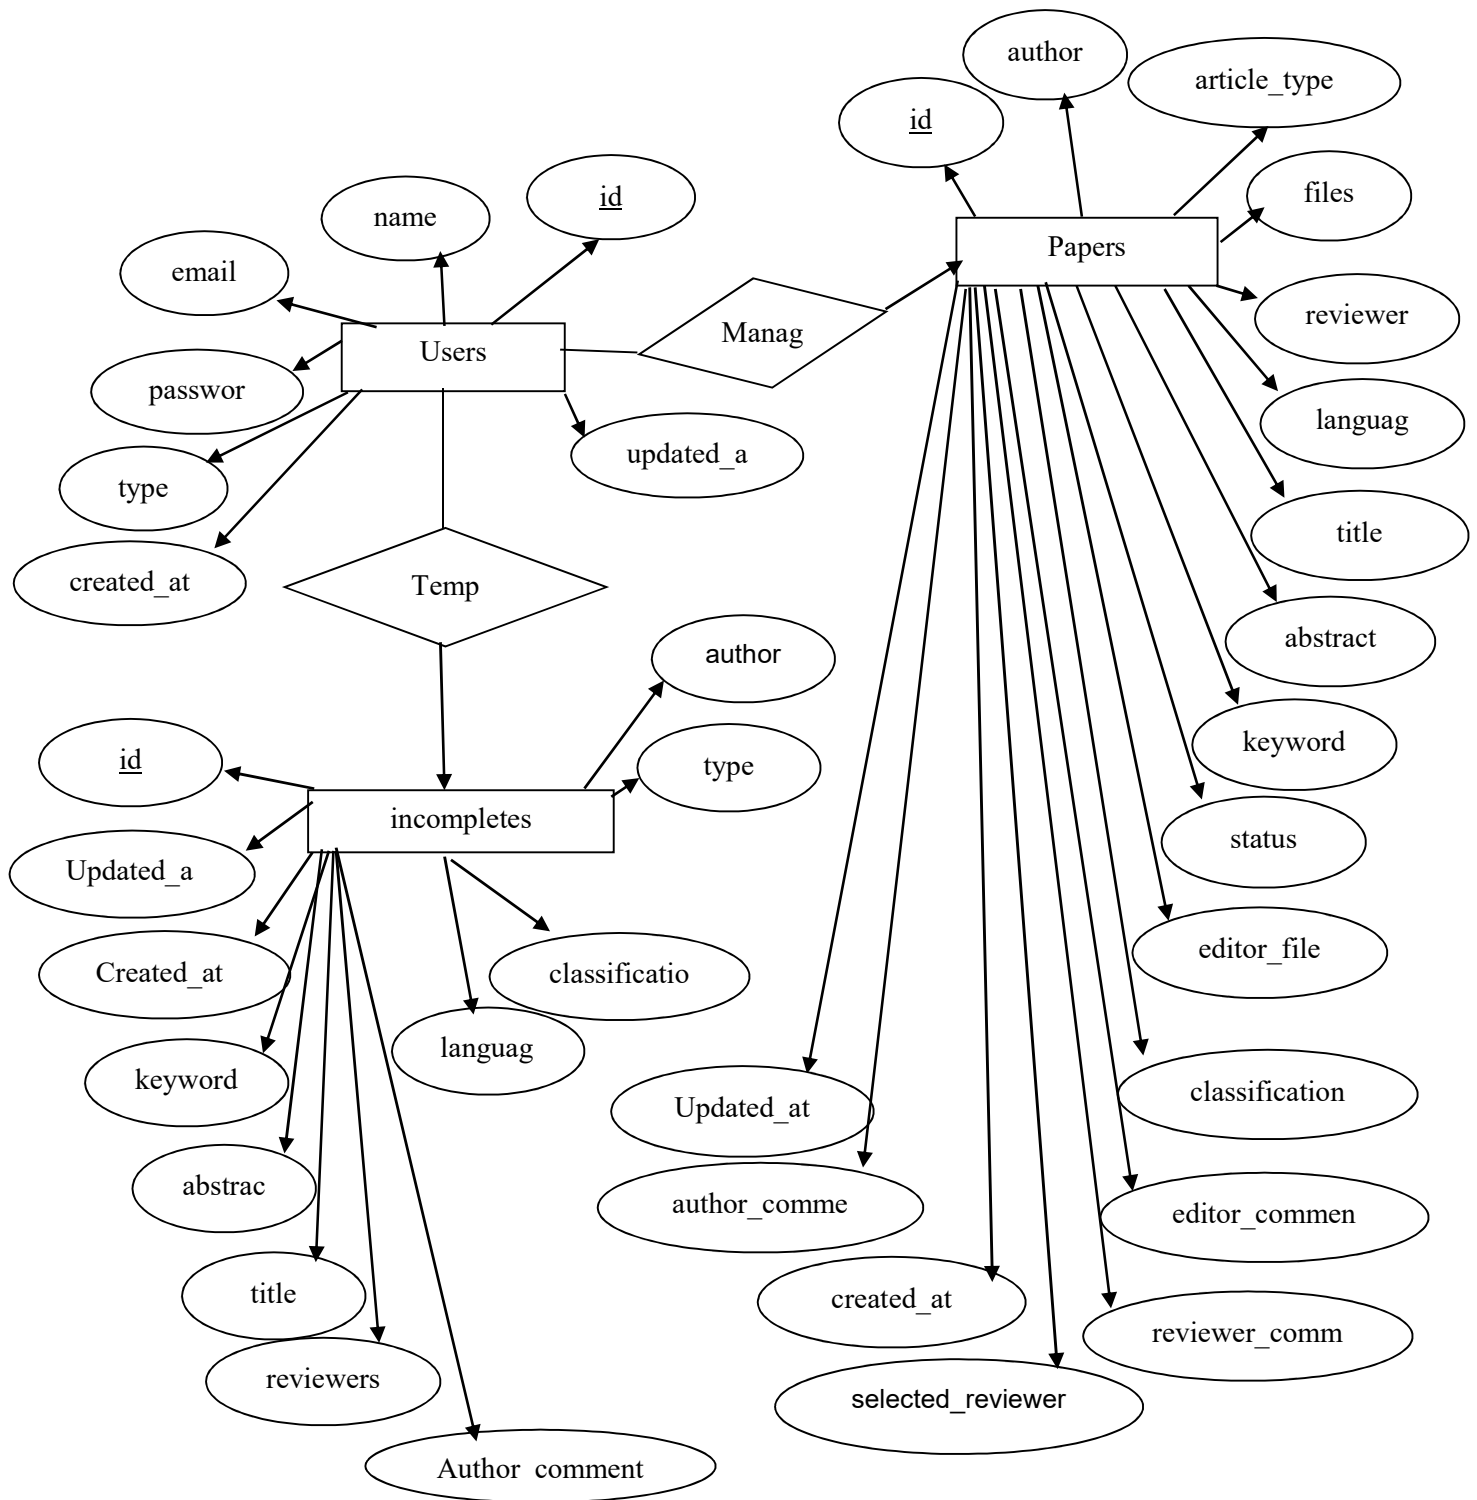 author
article_type
id
files
name
id
email
Papers
reviewer
Users
Manag
passwor
languag
updated_a
type
title
created_at
Temp
abstract
author
id
type
keyword
incompletes
status
Updated_a
editor_file
Created_at
classificatio
languag
keyword
classification
Updated_at
abstrac
author_comme
editor_commen
title
created_at
reviewer_comm
reviewers
selected_reviewer
Author comment